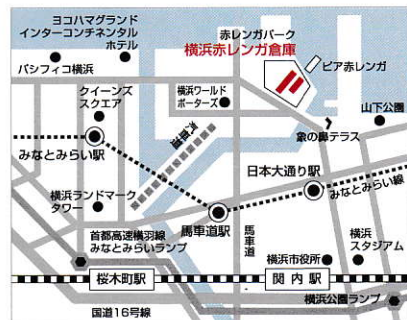 ヨコハマグランド
インターコンチネンタル
ホテル
パシフィコ横浜
赤レンガパーク
横浜赤レンガ倉庫
ピア赤レンガ
クイーンズ
スクエア
横浜ワールド
ポーターズ
汽車道
山下公園
象の鼻テラス
みなとみらい駅
日本大通り駅
みなとみらい線
横浜ランドマーク
タワー
馬車道駅
馬車道
首都高速横羽線
みなとみらいランプ
横浜市役所
横浜
スタジアム
桜木町駅
関内駅
横浜公園ランプ
国道16号線